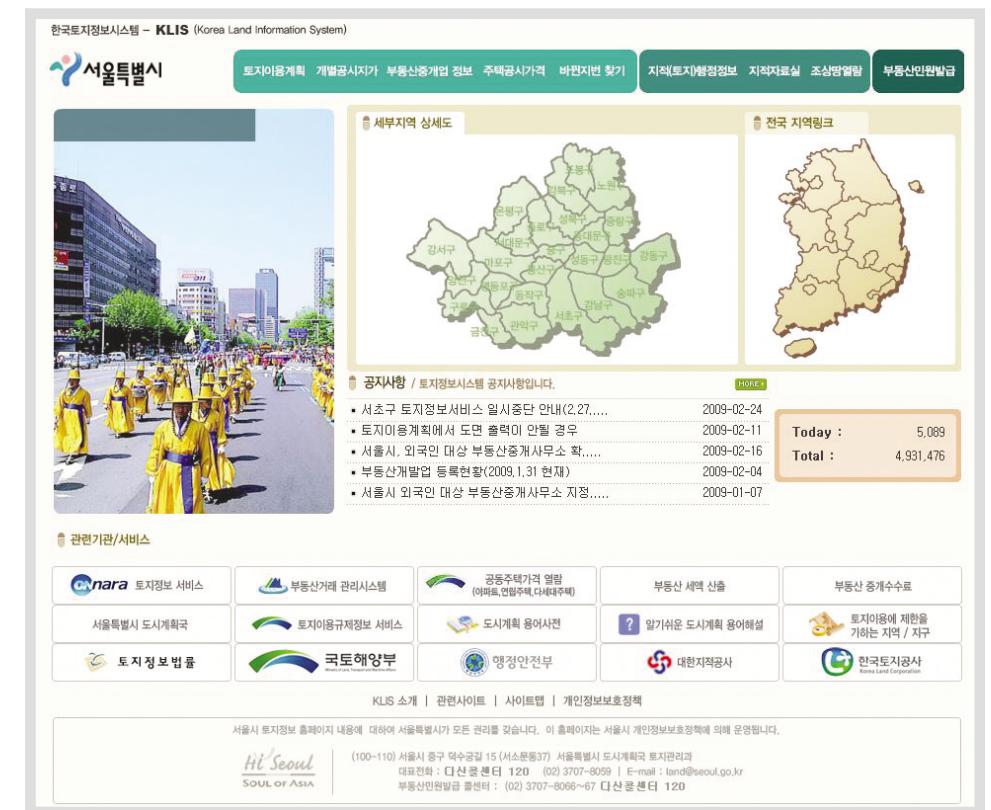 한국토지정보시스템 - KLIS (Korea Land Information System)
서울특별시
토지이용계획 개별공시지가 부동산중개업 정보 주택공시가격 바뀐지번 찾기 지적(토지)행정정보 지적자료실 조상땅열람 부동산민원발급
세부지역 상세도
전국 지역링크
도봉구
강북구 노원구
은평구
종로구 성북구 중랑구
강서구 서대문구 동대문구
마포구 중구 성동구 광진구 강동구
용산구
양천구 영등포구
동작구 송파구
구로구 강남구
서초구
금천구 관악구
공지사항 / 토지정보시스템 공지사항입니다.
MORE
서초구 토지정보서비스 일시중단 안내(2.27..... 2009-02-24
토지이용계획에서 도면 출력이 안될 경우 2009-02-11
서울시, 외국인 대상 부동산중개사무소 확..... 2009-02-16
부동산개발업 등록현황(2009.1.31 현재) 2009-02-04
서울시 외국인 대상 부동산중개사무소 지정..... 2009-01-07
Today : 5,089
Total : 4,931,476
관련기관/서비스
Onnara 토지정보 서비스
부동산거래 관리시스템
공동주택가격 열람
(아파트,연립주택,다세대주택)
부동산 세액 산출
부동산 중개수수료
서울특별시 도시계획국
토지이용규제정보 서비스
도시계획 용어사전
? 알기쉬운 도시계획 용어해설
토지이용에 제한을
가하는 지역 / 지구
토지정보법률
국토해양부
Ministry of Land, Transport and Maritime Affairs
행정안전부
대한지적공사
한국토지공사
Korea Land Corporation
KLIS 소개 | 관련사이트 | 사이트맵 | 개인정보보호정책
서울시 토지정보 홈페이지 내용에 대하여 서울특별시가 모든 권리를 갖습니다. 이 홈페이지는 서울시 개인정보보호정책에 의해 운영됩니다.
Hi Seoul
SOUL OF ASIA
(100-110) 서울시 중구 덕수궁길 15 (서소문동37) 서울특별시 도시계획국 토지관리과
대표전화 : 다산콜센터 120 (02) 3707-8059 | E-mail : land@seoul.go.kr
부동산민원발급 콜센터 : (02) 3707-8066~67 다산콜센터 120